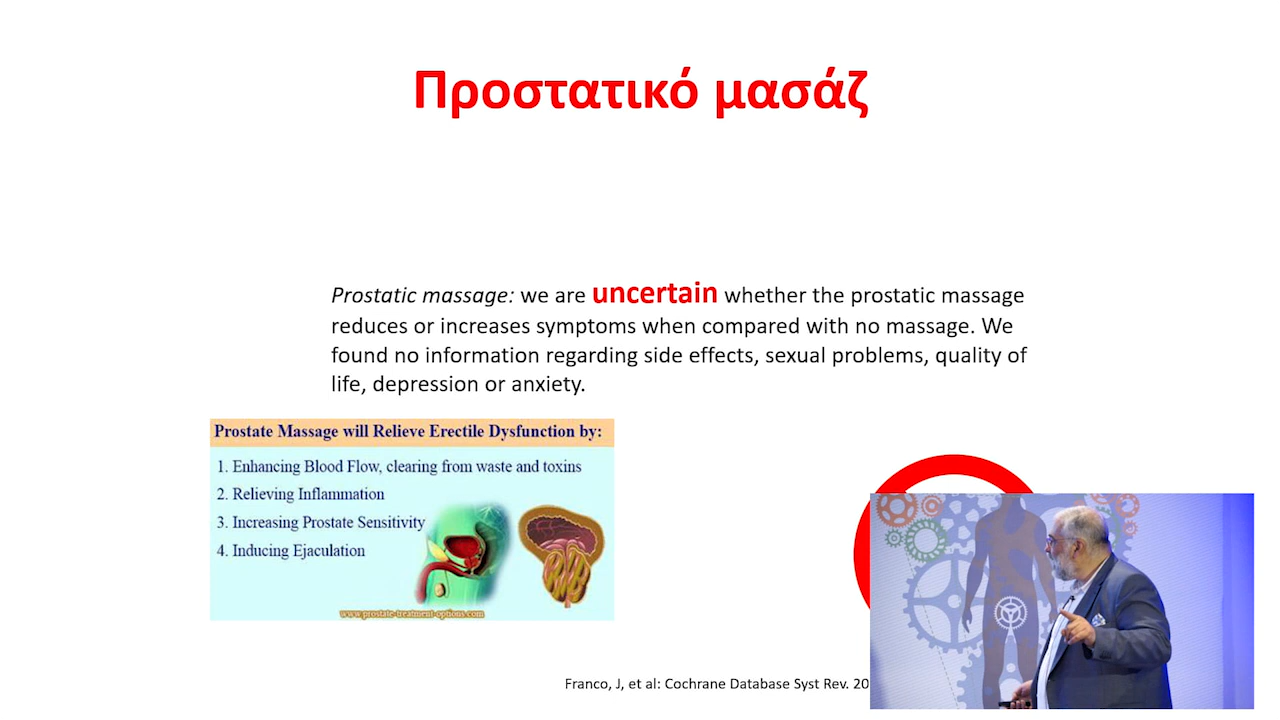 Προστατικό μασάζ
Prostatic massage: we are uncertain whether the prostatic massage
reduces or increases symptoms when compared with no massage. We
found no information regarding side effects, sexual problems, quality of
life, depression or anxiety.
Prostate Massage will Relieve Erectile Dysfunction by:
1. Enhancing Blood Flow, clearing from waste and toxins
2. Relieving Inflammation
3. Increasing Prostate Sensitivity
4. Inducing Ejaculation
www.prostate-treatment-options.com
Franco, J, et al: Cochrane Database Syst Rev. 20